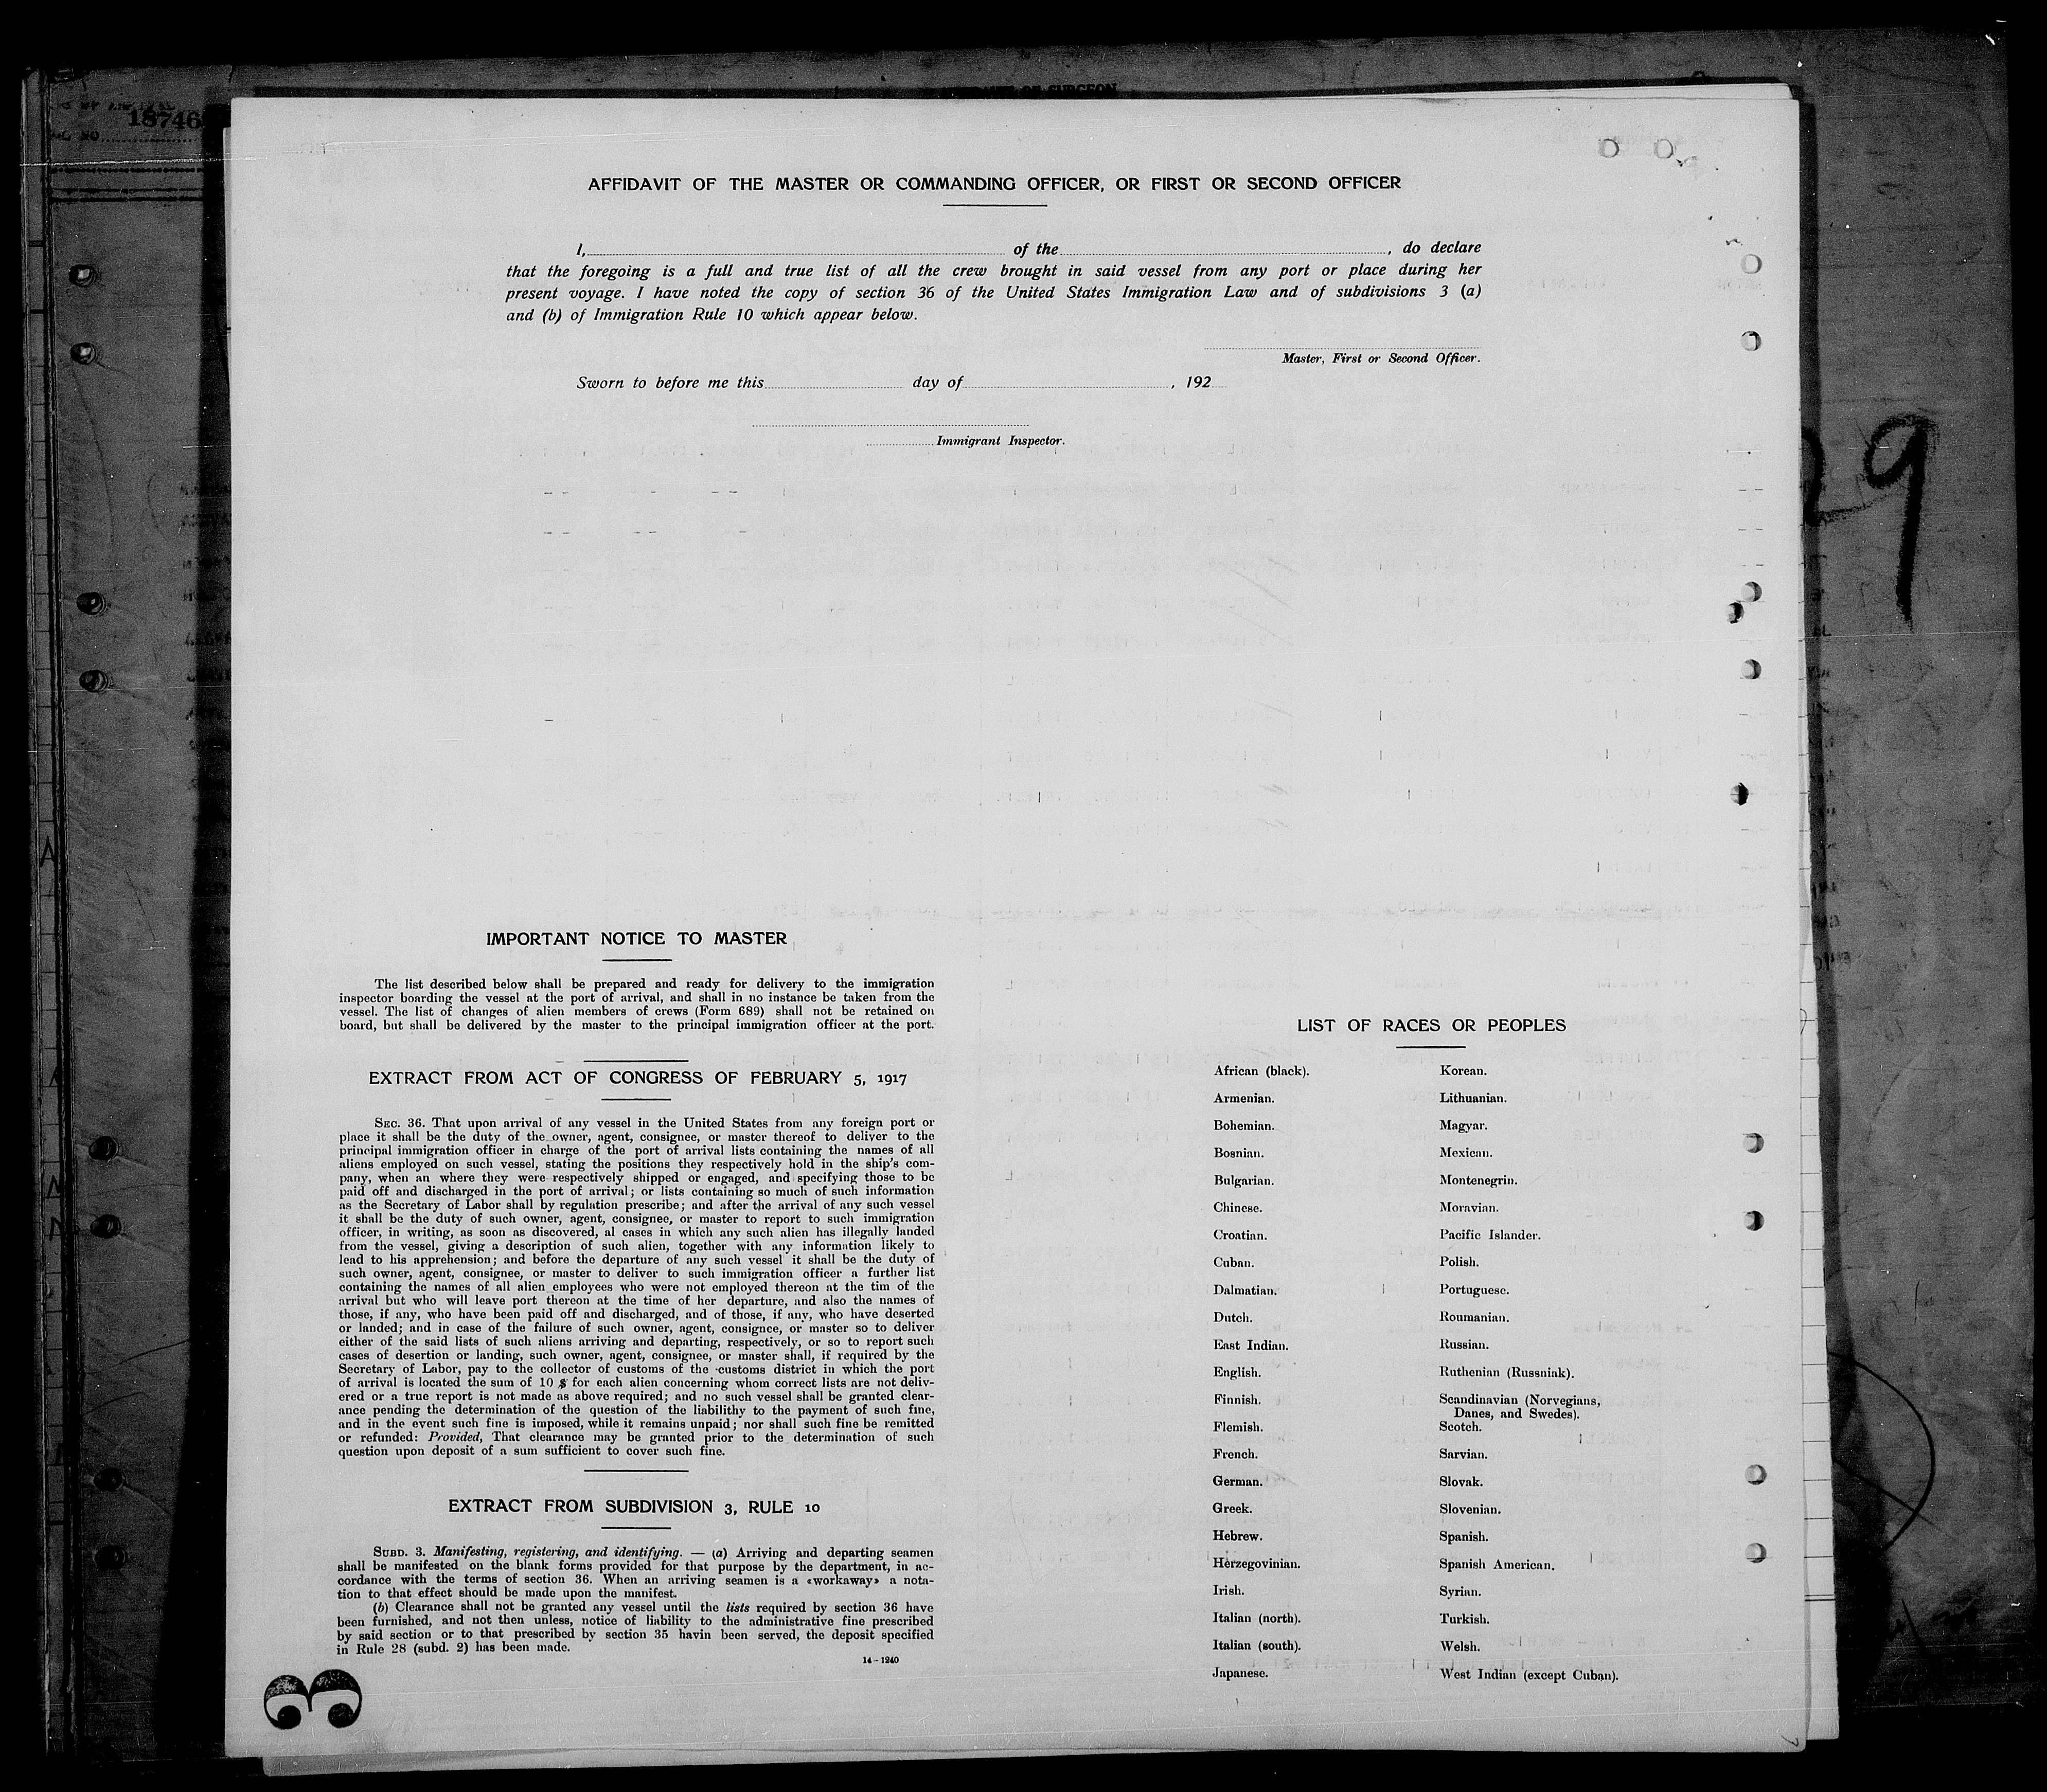 18746
AFFIDAVIT OF THE MASTER OR COMMANDING OFFICER, OR FIRST OR SECOND OFFICER
I, of the , do declare
that the foregoing is a full and true list of all the crew brought in said vessel from any port or place during her
present voyage. I have noted the copy of section 36 of the United States Immigration Law and of subdivisions 3 (a)
and (b) of Immigration Rule 10 which appear below.
Master, First or Second Officer.
Sworn to before me this day of , 192
Immigrant Inspector.
29
IMPORTANT NOTICE TO MASTER
The list described below shall be prepared and ready for delivery to the immigration
inspector boarding the vessel at the port of arrival, and shall in no instance be taken from the
vessel. The list of changes of alien members of crews (Form 689) shall not be retained on
board, but shall be delivered by the master to the principal immigration officer at the port.
EXTRACT FROM ACT OF CONGRESS OF FEBRUARY 5, 1917
SEC. 36. That upon arrival of any vessel in the United States from any foreign port or
place it shall be the duty of the owner, agent, consignee, or master thereof to deliver to the
principal immigration officer in charge of the port of arrival lists containing the names of all
aliens employed on such vessel, stating the positions they respectively hold in the ship's com-
pany, when an where they were respectively shipped or engaged, and specifying those to be
paid off and discharged in the port of arrival; or lists containing so much of such information
as the Secretary of Labor shall by regulation prescribe; and after the arrival of any such vessel
it shall be the duty of such owner, agent, consignee, or master to report to such immigration
officer, in writing, as soon as discovered, al cases in which any such alien has illegally landed
from the vessel, giving a description of such alien, together with any information likely to
lead to his apprehension; and before the departure of any such vessel it shall be the duty of
such owner, agent, consignee, or master to deliver to such immigration officer a further list
containing the names of all alien employees who were not employed thereon at the tim of the
arrival but who will leave port thereon at the time of her departure, and also the names of
those, if any, who have been paid off and discharged, and of those, if any, who have deserted
or landed; and in case of the failure of such owner, agent, consignee, or master so to deliver
either of the said lists of such aliens arriving and departing, respectively, or so to report such
cases of desertion or landing, such owner, agent, consignee, or master shall, if required by the
Secretary of Labor, pay to the collector of customs of the customs district in which the port
of arrival is located the sum of 10 $ for each alien concerning whom correct lists are not deliv-
ered or a true report is not made as above required; and no such vessel shall be granted clear-
ance pending the determination of the question of the liabilithy to the payment of such fine,
and in the event such fine is imposed, while it remains unpaid; nor shall such fine be remitted
or refunded: Provided, That clearance may be granted prior to the determination of such
question upon deposit of a sum sufficient to cover such fine.
EXTRACT FROM SUBDIVISION 3, RULE 10
SUBD. 3. Manifesting, registering, and identifying. — (a) Arriving and departing seamen
shall be manifested on the blank forms provided for that purpose by the department, in ac-
cordance with the terms of section 36. When an arriving seamen is a «workaway» a nota-
tion to that effect should be made upon the manifest.
(b) Clearance shall not be granted any vessel until the lists required by section 36 have
been furnished, and not then unless, notice of liability to the administrative fine prescribed
by said section or to that prescribed by section 35 havin been served, the deposit specified
in Rule 28 (subd. 2) has been made.
14 - 1240
LIST OF RACES OR PEOPLES
African (black).
Armenian.
Bohemian.
Bosnian.
Bulgarian.
Chinese.
Croatian.
Cuban.
Dalmatian.
Dutch.
East Indian.
English.
Finnish.
Flemish.
French.
German.
Greek.
Hebrew.
Herzegovinian.
Irish.
Italian (north).
Italian (south).
Japanese.
Korean.
Lithuanian.
Magyar.
Mexican.
Montenegrin.
Moravian.
Pacific Islander.
Polish.
Portuguese.
Roumanian.
Russian.
Ruthenian (Russniak).
Scandinavian (Norvegians,
Danes, and Swedes).
Scotch.
Sarvian.
Slovak.
Slovenian.
Spanish.
Spanish American.
Syrian.
Turkish.
Welsh.
West Indian (except Cuban).